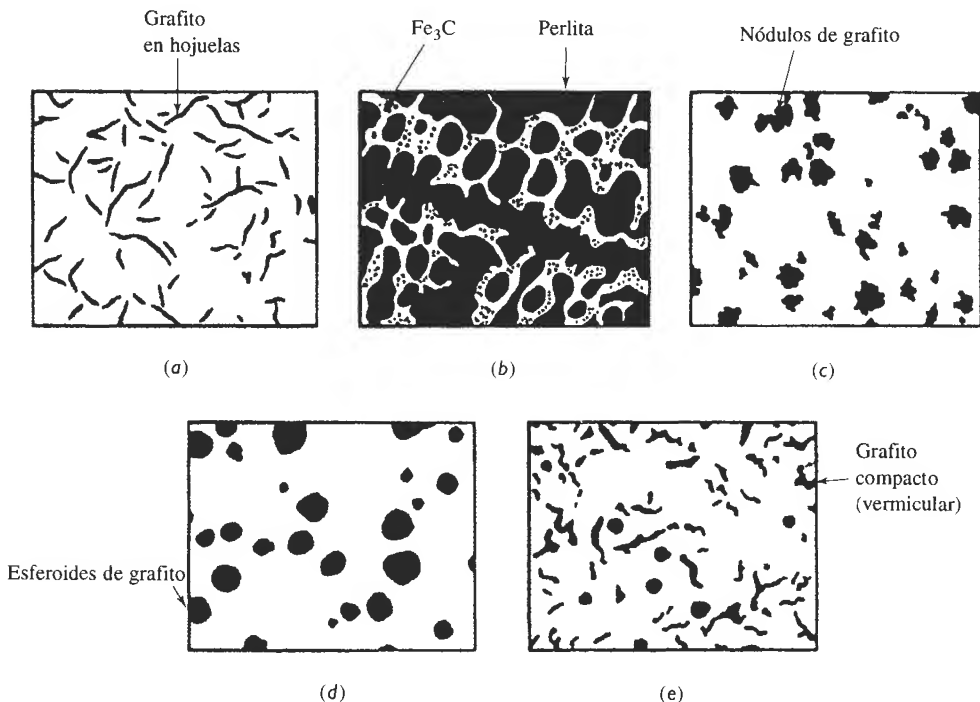 Grafito
en hojuelas
Fe₃C
Perlita
Nódulos de grafito
(a)
(b)
(c)
Esferoides de grafito
Grafito
compacto
(vermicular)
(d)
(e)